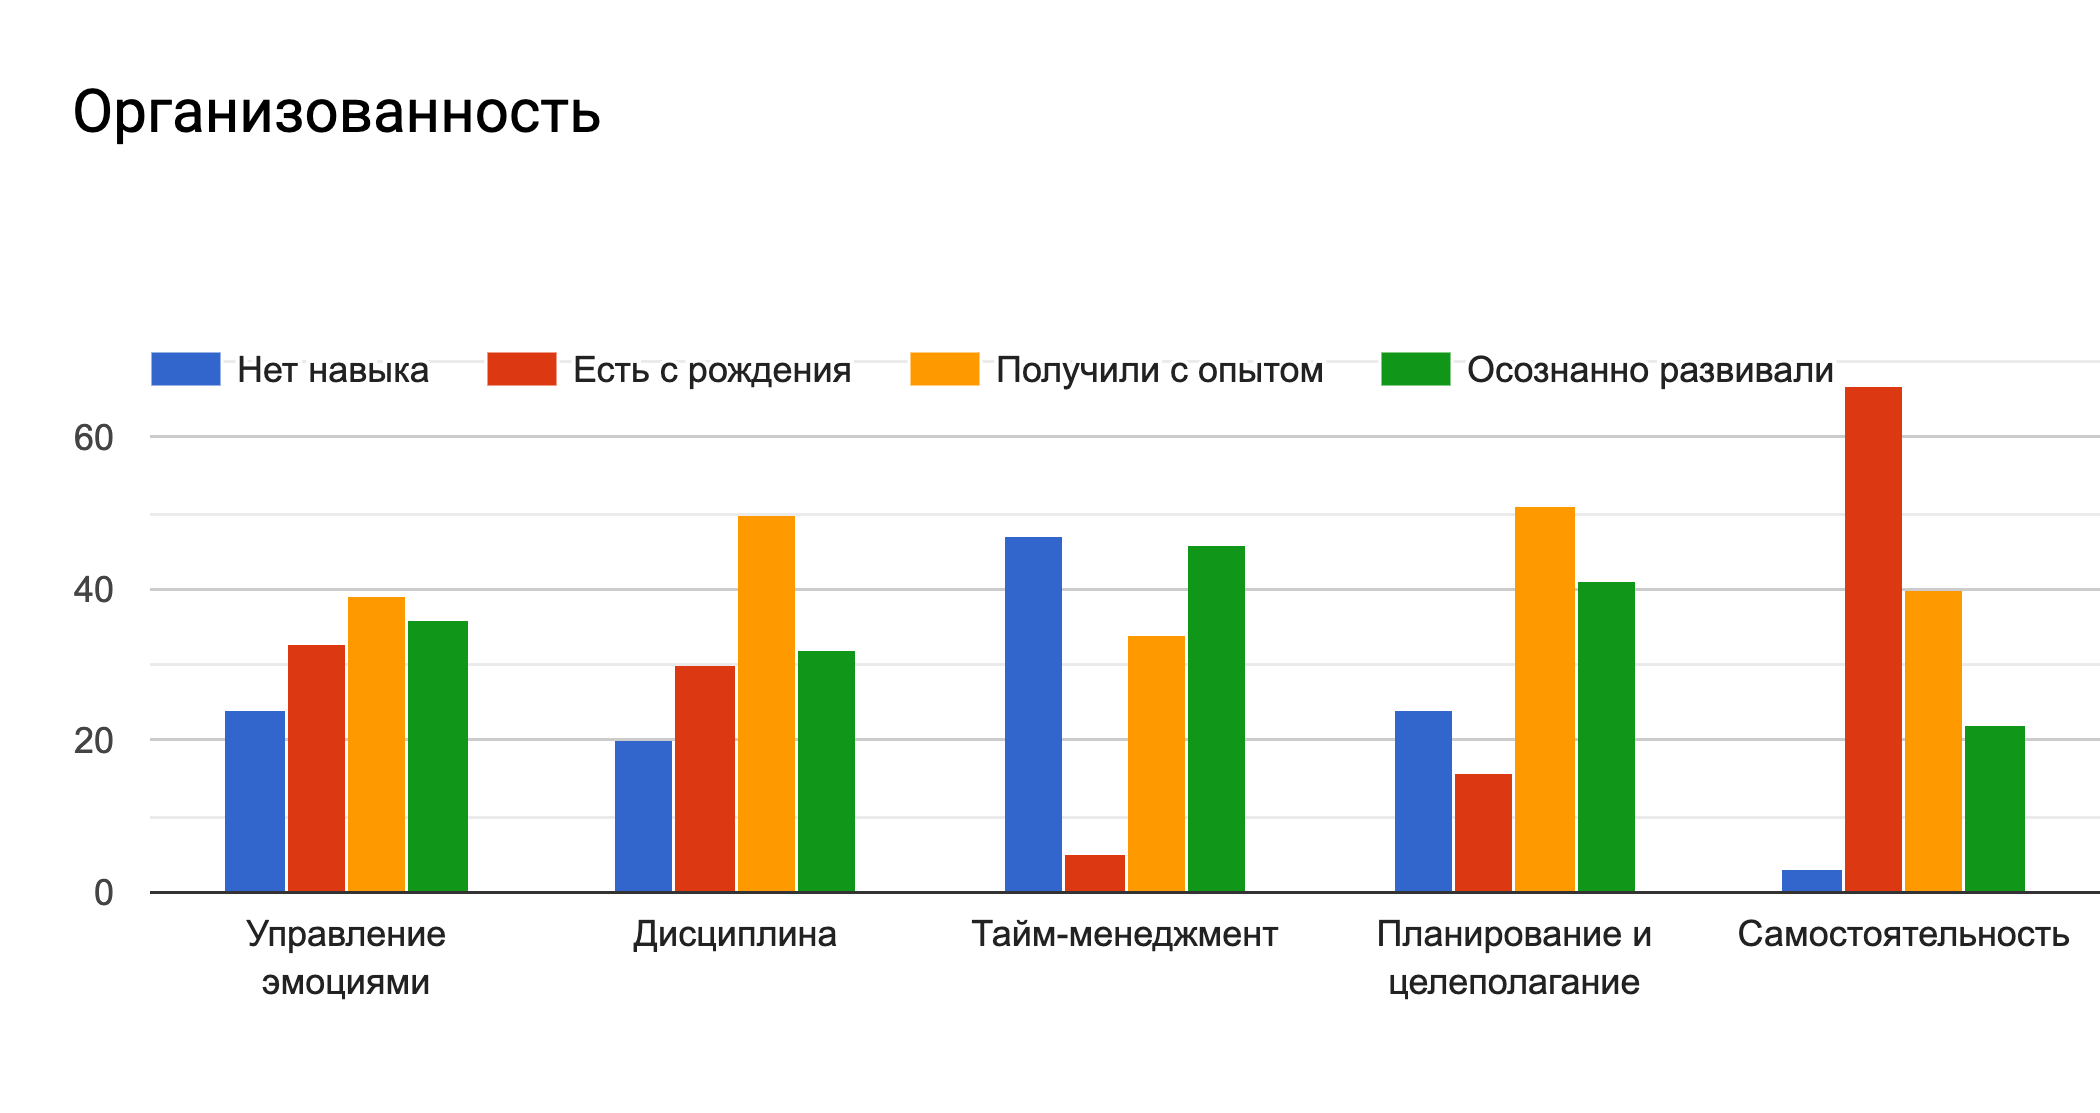 Организованность
Нет навыка Есть с рождения Получили с опытом Осознанно развивали
60
40
20
0
Управление эмоциями
Дисциплина
Тайм-менеджмент
Планирование и целеполагание
Самостоятельность